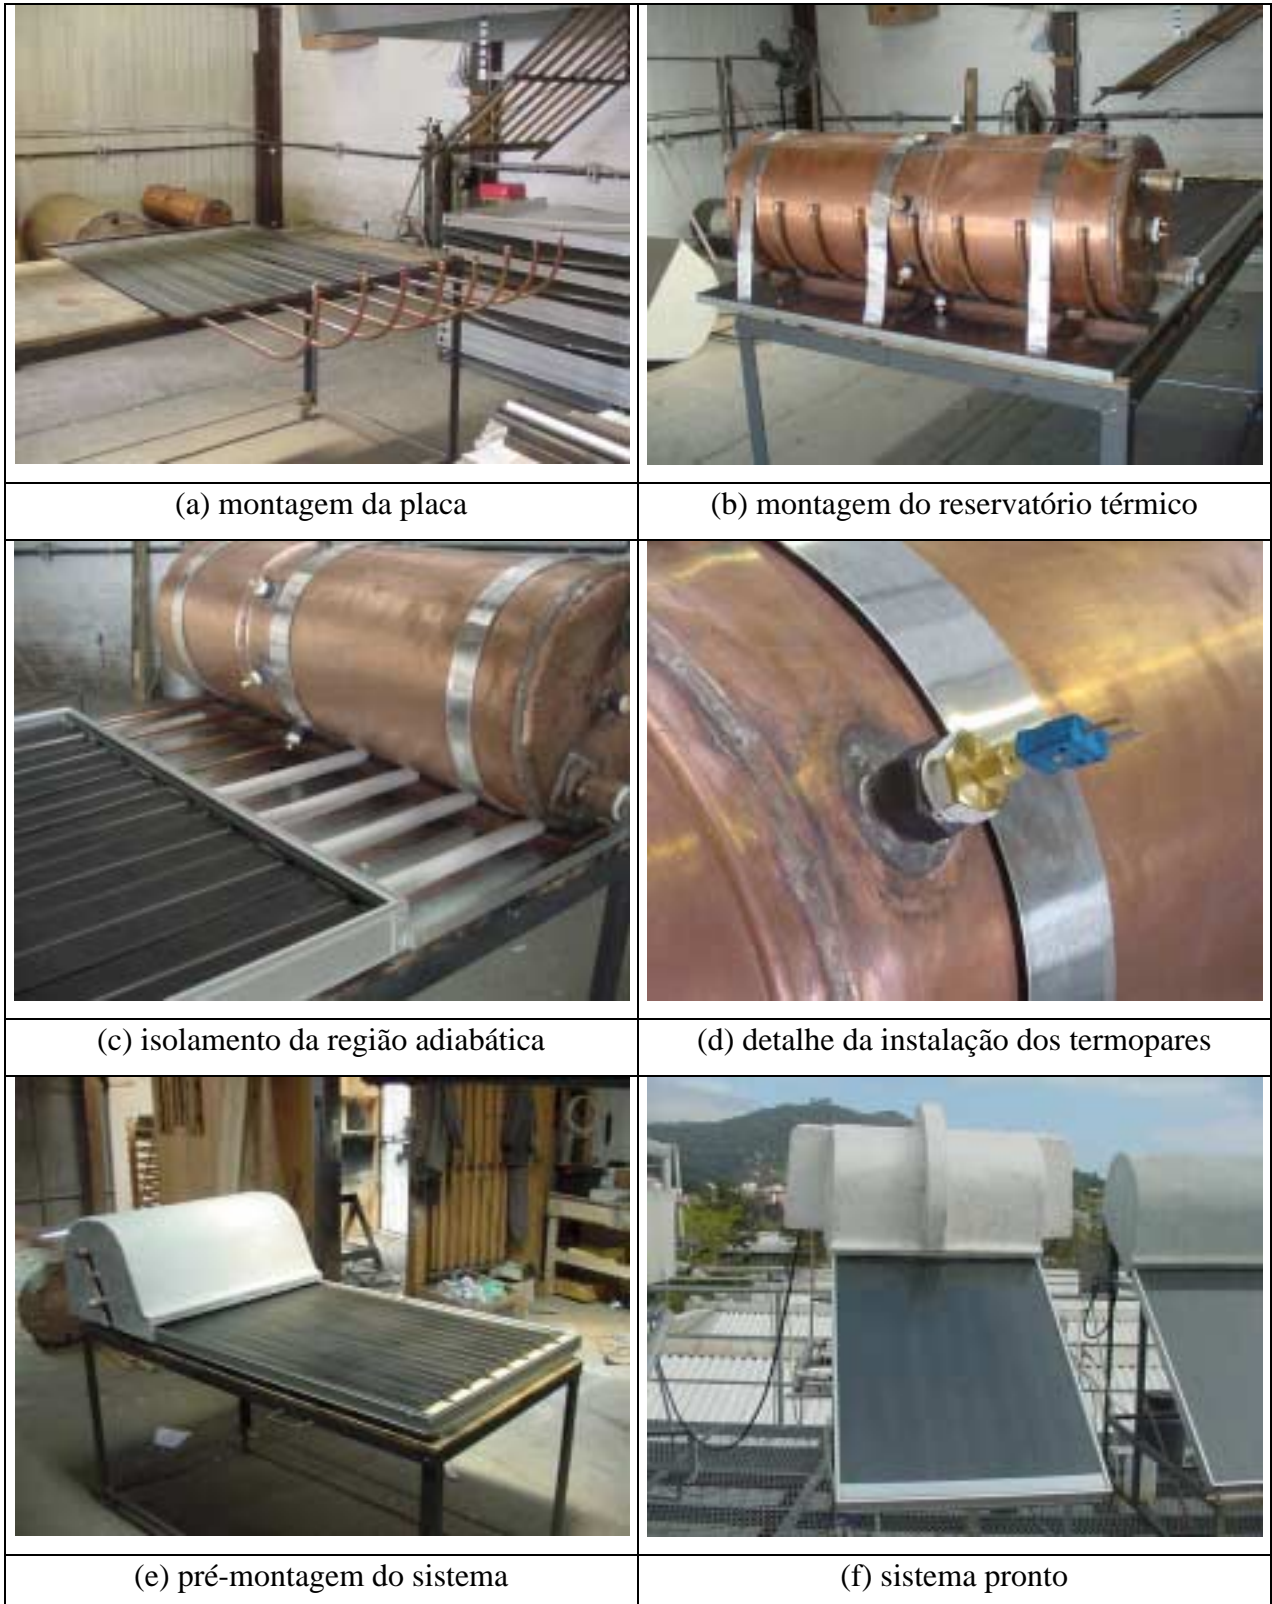 (a) montagem da placa
(b) montagem do reservatório térmico
(c) isolamento da região adiabática
(d) detalhe da instalação dos termopares
(e) pré-montagem do sistema
(f) sistema pronto